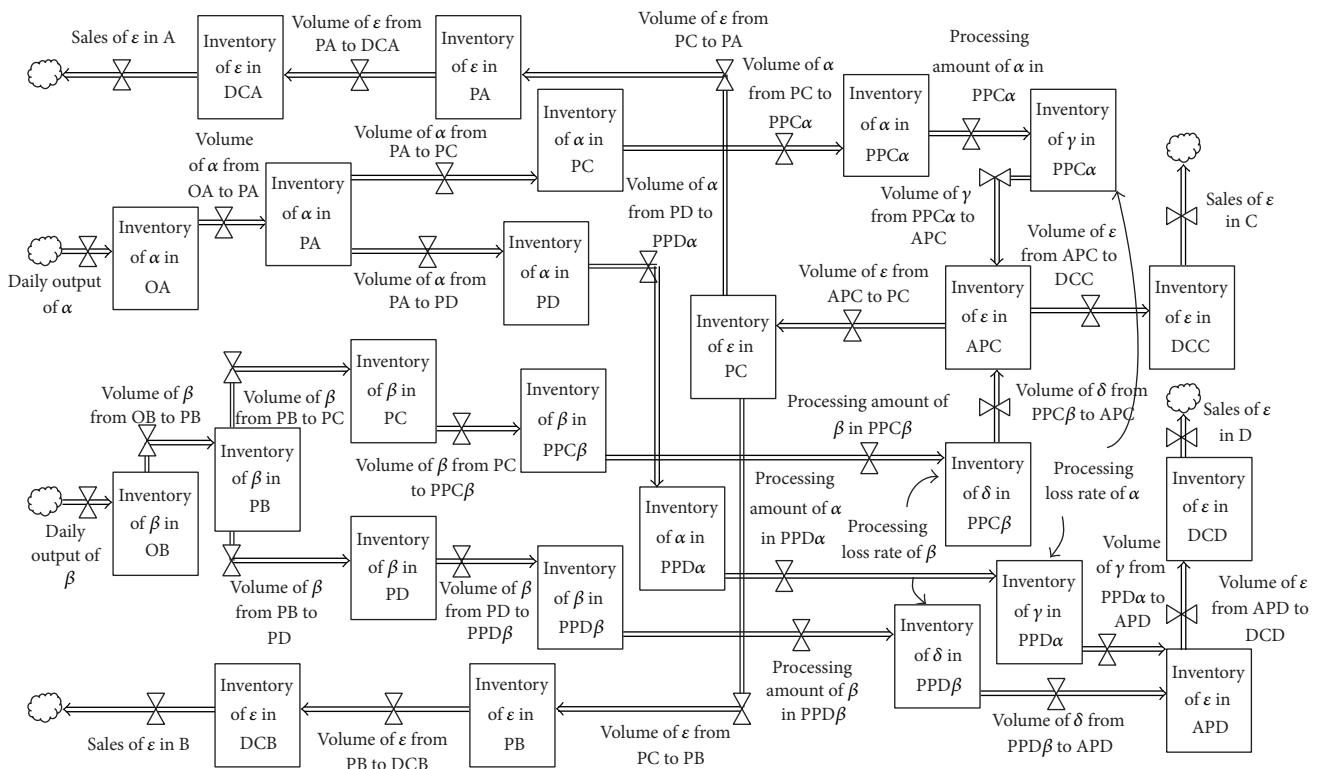 Sales of ε in A
Inventory
of ε in
DCA
Volume of ε from
PA to DCA
Inventory
of ε in
PA
Volume of ε from
PC to PA
Volume of α
from PC to
PPCα
Inventory
of α in
PPCα
Processing
amount of α in
PPCα
Inventory
of γ in
PPCα
Volume
of α from
OA to PA
Volume of α from
PA to PC
Inventory
of α in
PC
Inventory
of α in
PA
Daily output
of α
Inventory
of α in
OA
Volume of α from
PA to PD
Inventory
of α in
PD
Volume of α
from PD to
PPDα
Volume of γ
from PPCα to
APC
Volume of ε
from APC to
DCC
Sales of ε
in C
Volume of ε from
APC to PC
Inventory
of ε in
PC
Inventory
of ε in
APC
Inventory
of ε in
DCC
Volume of β
from OB to PB
Volume of β
from PB to PC
Inventory
of β in
PC
Inventory
of β in
PPCβ
Volume of β from PC
to PPCβ
Processing amount of
β in PPCβ
Volume of δ from
PPCβ to APC
Sales of ε
in D
Daily
output of
β
Inventory
of β in
OB
Inventory
of β in
PB
Inventory
of α in
PPDα
Processing
amount of α
in PPDα
Processing
loss rate of β
Inventory
of δ in
PPCβ
Processing
loss rate of α
Inventory
of ε in
DCD
Volume of β
from PB to
PD
Inventory
of β in
PD
Volume of β
from PD to
PPDβ
Inventory
of β in
PPDβ
Processing
amount of β
in PPDβ
Inventory
of δ in
PPDβ
Inventory
of γ in
PPDα
Volume
of γ from
PPDα to
APD
Volume of ε
from APD to
DCD
Sales of ε in B
Inventory
of ε in
DCB
Volume of ε from
PB to DCB
Inventory
of ε in
PB
Volume of ε from
PC to PB
Volume of δ from
PPDβ to APD
Inventory
of ε in
APD